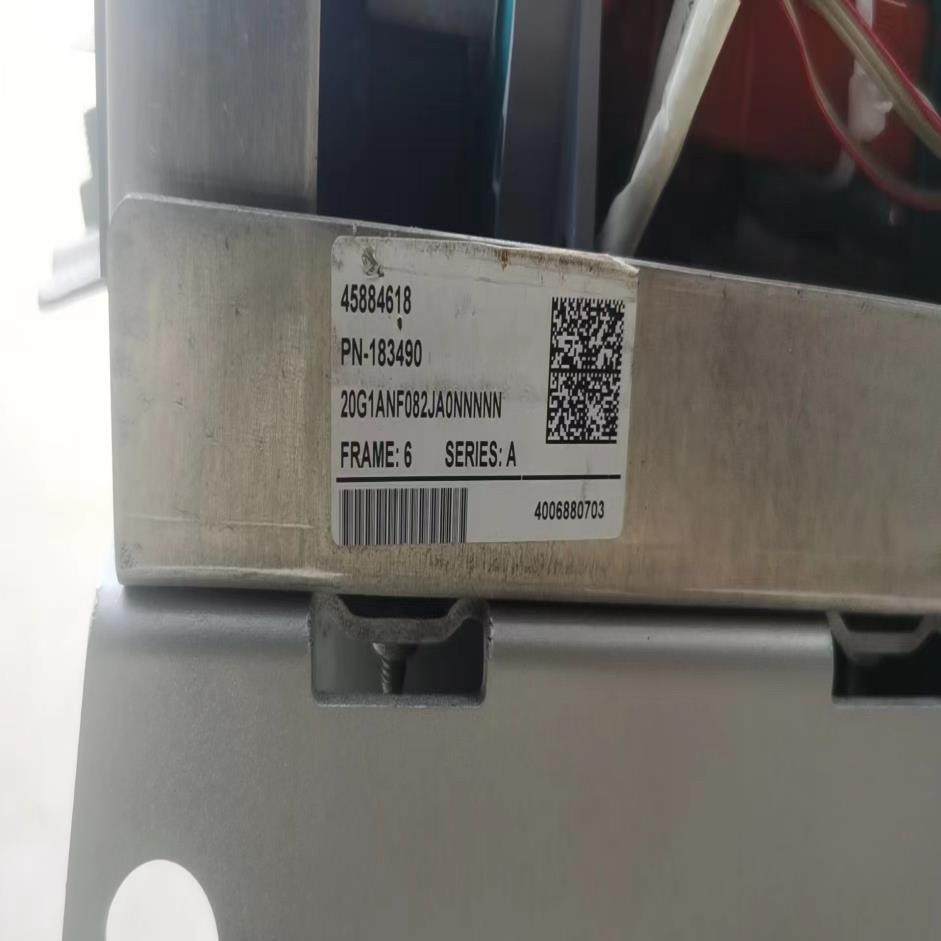 45884618
PN-183490
20G1ANF082JA0NNNNN
FRAME: 6 SERIES: A
4006880703